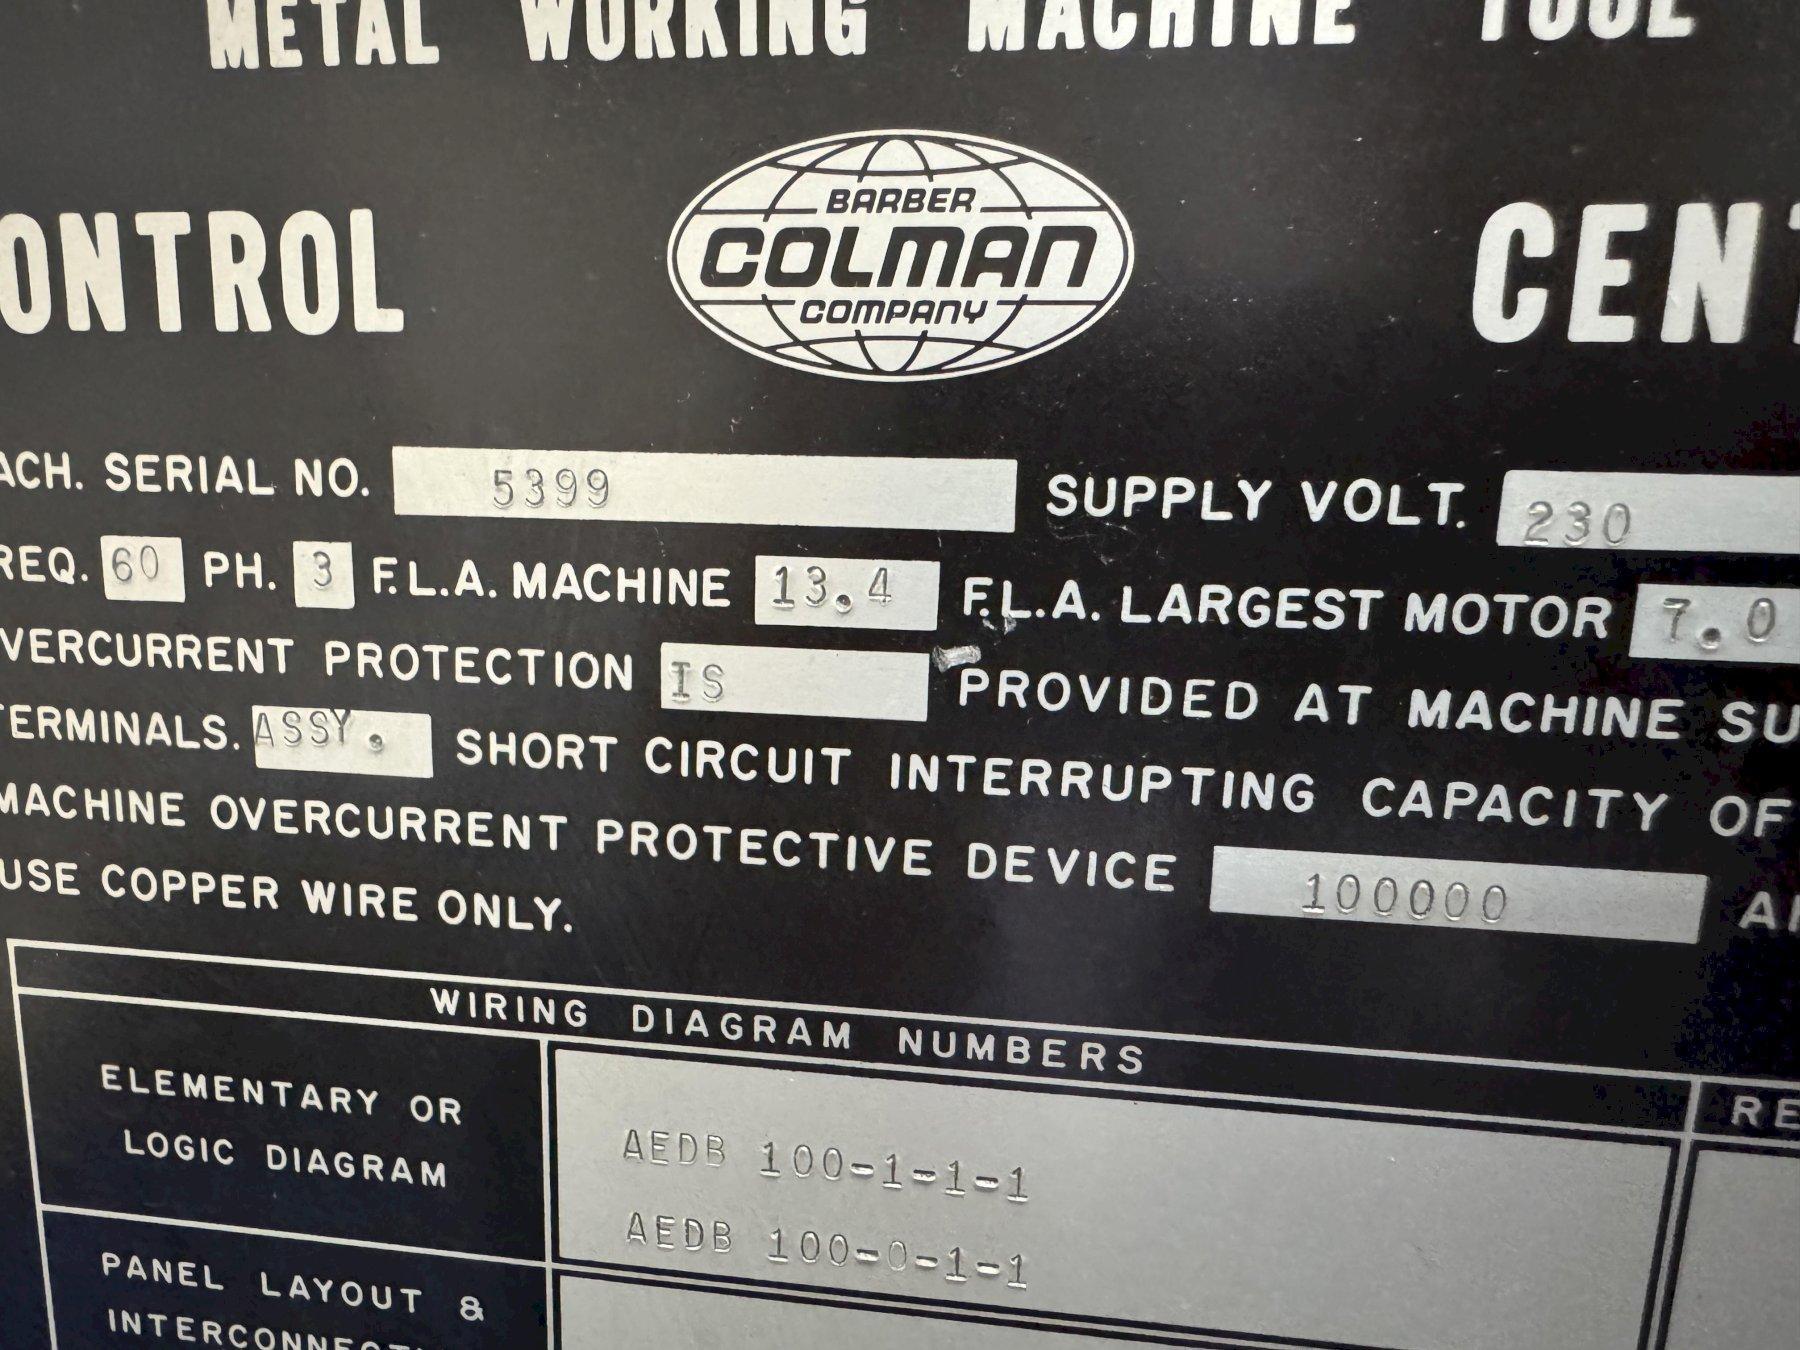 METAL WORKING MACHINE TOOL
ONTROL
BARBER
COLMAN
COMPANY
CENT
ACH. SERIAL NO. 5399 SUPPLY VOLT. 230
REQ. 60 PH. 3 F.L.A. MACHINE 13.4 F.L.A. LARGEST MOTOR 7.0
VERCURRENT PROTECTION IS PROVIDED AT MACHINE SU
TERMINALS. ASSY. SHORT CIRCUIT INTERRUPTING CAPACITY OF
MACHINE OVERCURRENT PROTECTIVE DEVICE 100000 A
USE COPPER WIRE ONLY.
WIRING DIAGRAM NUMBERS
RE
ELEMENTARY OR
LOGIC DIAGRAM
AEDB 100-1-1-1
AEDB 100-0-1-1
PANEL LAYOUT &
INTERCONNECT